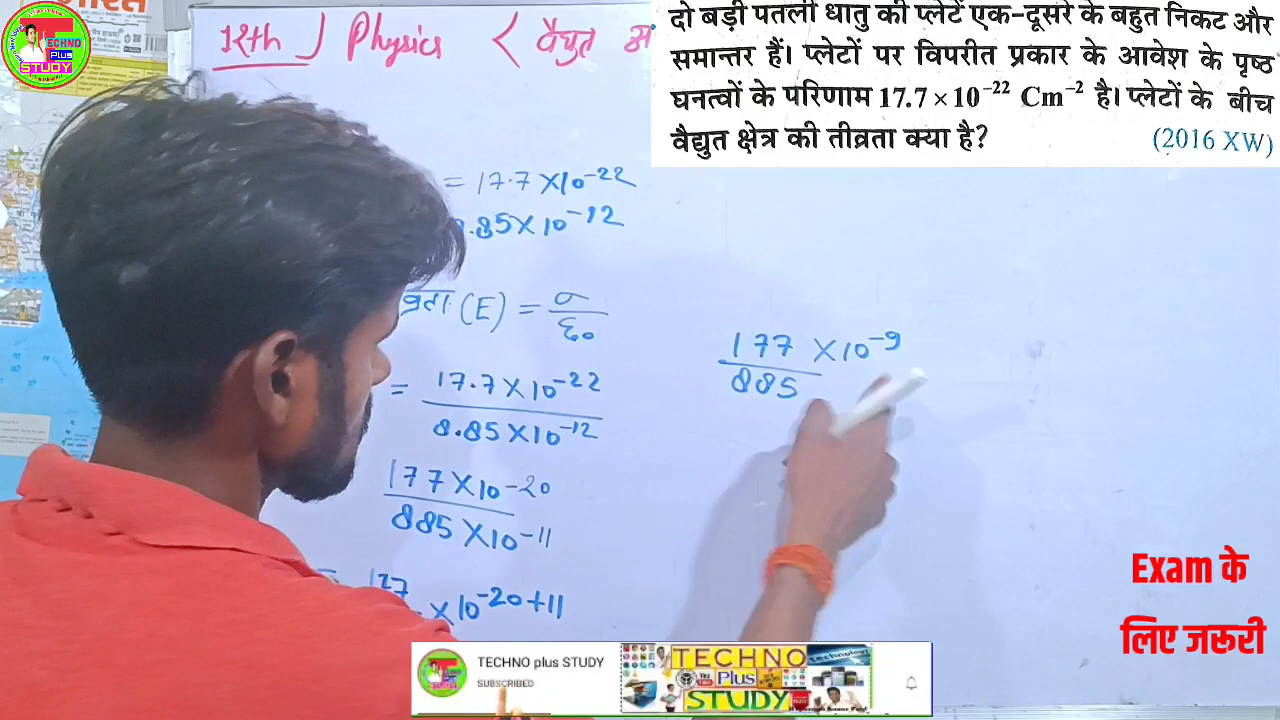 TECHNO
Plus
STUDY
12th Physics < वैद्युत
दो बड़ी पतली धातु की प्लेटें एक-दूसरे के बहुत निकट और
समान्तर हैं। प्लेटों पर विपरीत प्रकार के आवेश के पृष्ठ
घनत्वों के परिणाम 17.7 × 10⁻²² Cm⁻² है। प्लेटों के बीच
वैद्युत क्षेत्र की तीव्रता क्या है?
(2016 XW)
= 17.7 × 10⁻²²
.85 × 10⁻¹²
(E) = σ/ε₀
= 17.7 × 10⁻²²
8.85 × 10⁻¹²
177 × 10⁻²⁰
885 × 10⁻¹¹
× 10⁻²⁰⁺¹¹
177 × 10⁻⁹
885
Exam के
लिए जरूरी
TECHNO plus STUDY
SUBSCRIBED
TECHNO
Plus
STUDY